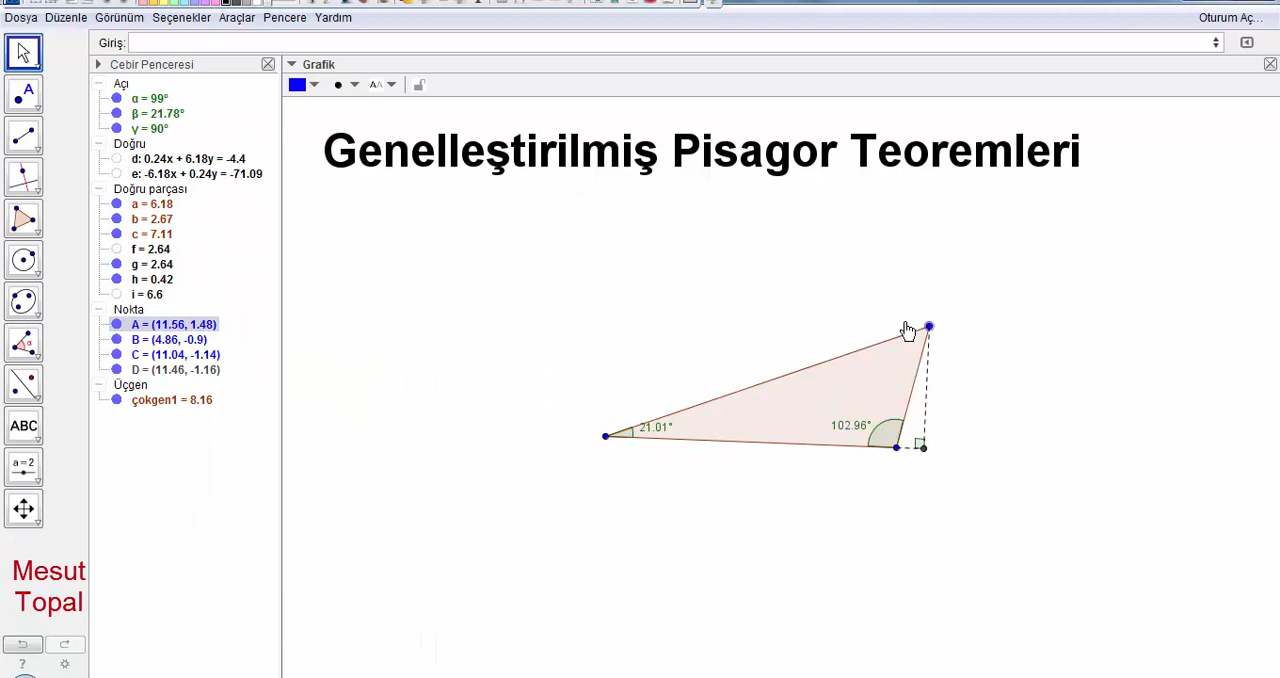 Dosya Düzenle Görünüm Seçenekler Araçlar Pencere Yardım
Oturum Aç...
Giriş:
Cebir Penceresi
Grafik
AA
Açı
α = 99°
β = 21.78°
γ = 90°
Doğru
d: 0.24x + 6.18y = -4.4
e: -6.18x + 0.24y = -71.09
Doğru parçası
a = 6.18
b = 2.67
c = 7.11
f = 2.64
g = 2.64
h = 0.42
i = 6.6
Nokta
A = (11.56, 1.48)
B = (4.86, -0.9)
C = (11.04, -1.14)
D = (11.46, -1.16)
Üçgen
çokgen1 = 8.16
Genelleştirilmiş Pisagor Teoremleri
21.01°
102.96°
A
α
ABC
a=2
Mesut
Topal
?